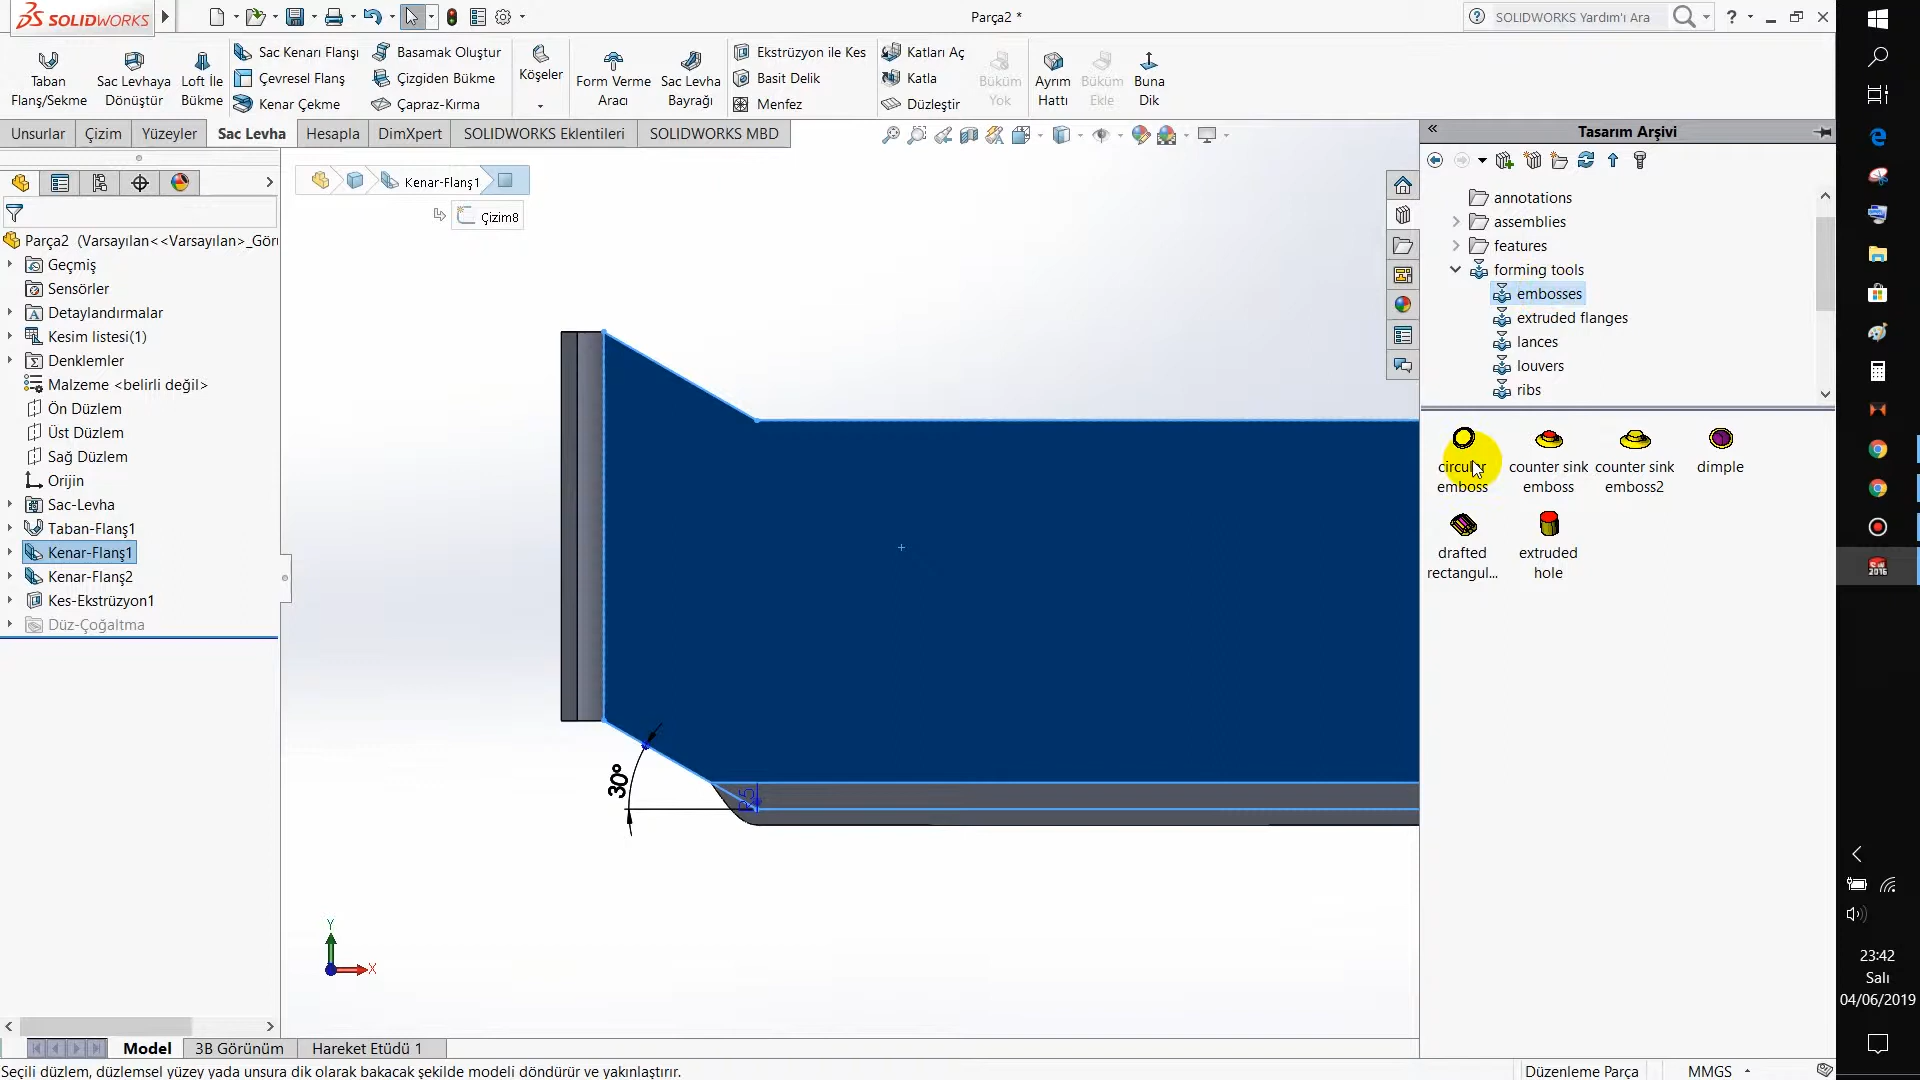 SOLIDWORKS
Parça2 *
SOLIDWORKS Yardım'ı Ara
Taban
Flanş/Sekme
Sac Levhaya
Dönüştür
Loft İle
Bükme
Sac Kenarı Flanşı
Çevresel Flanş
Kenar Çekme
Basamak Oluştur
Çizgiden Bükme
Çapraz-Kırma
Köşeler
Form Verme
Aracı
Sac Levha
Bayrağı
Ekstrüzyon ile Kes
Basit Delik
Menfez
Katları Aç
Katla
Düzleştir
Büküm
Yok
Ayrım
Hattı
Büküm
Ekle
Buna
Dik
Unsurlar
Çizim
Yüzeyler
Sac Levha
Hesapla
DimXpert
SOLIDWORKS Eklentileri
SOLIDWORKS MBD
Kenar-Flanş1
Çizim8
Parça2 (Varsayılan<<Varsayılan>_Görü
Geçmiş
Sensörler
Detaylandırmalar
Kesim listesi(1)
Denklemler
Malzeme <belirli değil>
Ön Düzlem
Üst Düzlem
Sağ Düzlem
Orijin
Sac-Levha
Taban-Flanş1
Kenar-Flanş1
Kenar-Flanş2
Kes-Ekstrüzyon1
Düz-Çoğaltma
30°
Y
X
Tasarım Arşivi
annotations
assemblies
features
forming tools
embosses
extruded flanges
lances
louvers
ribs
circular
emboss
counter sink
emboss
counter sink
emboss2
dimple
drafted
rectangul...
extruded
hole
2016
23:42
Salı
04/06/2019
Model
3B Görünüm
Hareket Etüdü 1
Seçili düzlem, düzlemsel yüzey yada unsura dik olarak bakacak şekilde modeli döndürür ve yakınlaştırır.
Düzenleme Parça
MMGS